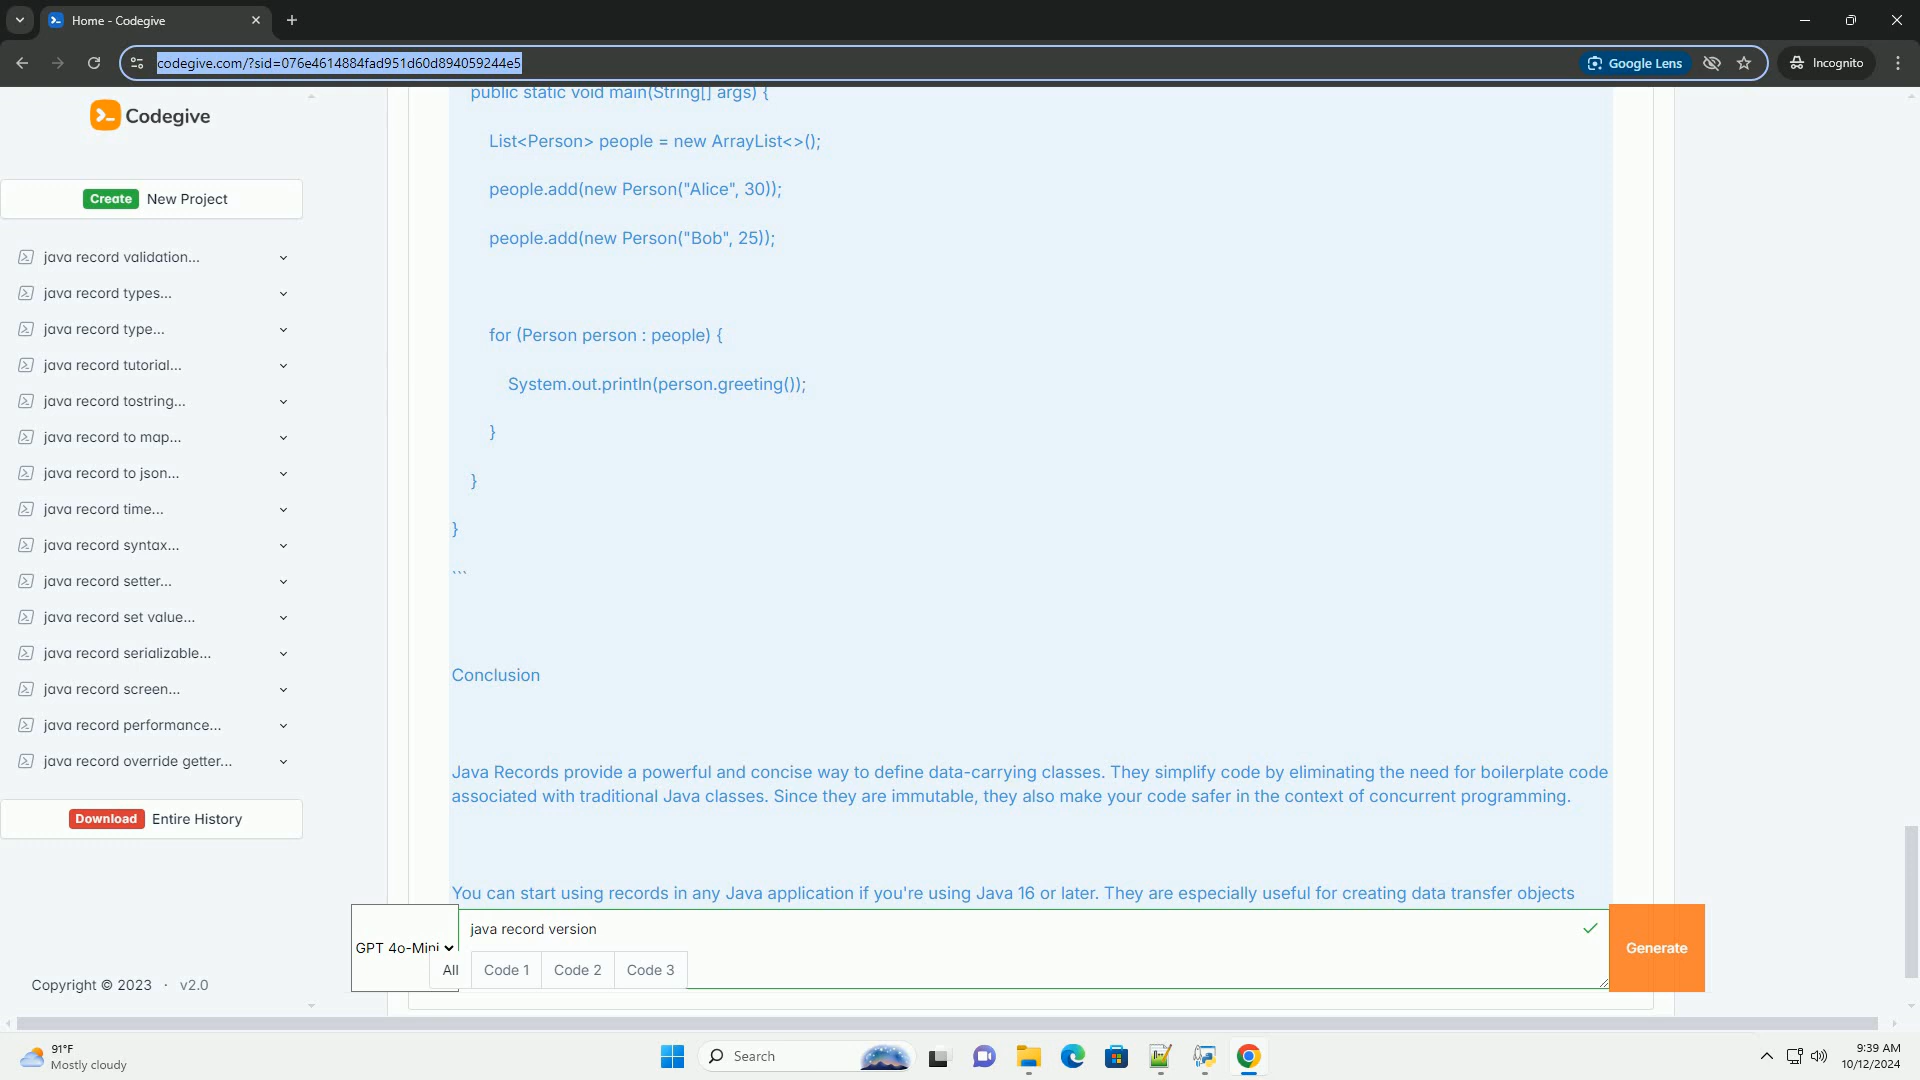 Home - Codegive
codegive.com/?sid=076e4614884fad951d60d894059244e5
Google Lens
Incognito
Codegive
Create New Project
java record validation...
java record types...
java record type...
java record tutorial...
java record tostring...
java record to map...
java record to json...
java record time...
java record syntax...
java record setter...
java record set value...
java record serializable...
java record screen...
java record performance...
java record override getter...
Download Entire History
Copyright © 2023 · v2.0
public static void main(String[] args) {
List<Person> people = new ArrayList<>();
people.add(new Person("Alice", 30));
people.add(new Person("Bob", 25));
for (Person person : people) {
System.out.println(person.greeting());
}
}
}
```
Conclusion
Java Records provide a powerful and concise way to define data-carrying classes. They simplify code by eliminating the need for boilerplate code
associated with traditional Java classes. Since they are immutable, they also make your code safer in the context of concurrent programming.
You can start using records in any Java application if you're using Java 16 or later. They are especially useful for creating data transfer objects
GPT 4o-Mini
java record version
All
Code 1
Code 2
Code 3
Generate
91°F
Mostly cloudy
Search
9:39 AM
10/12/2024